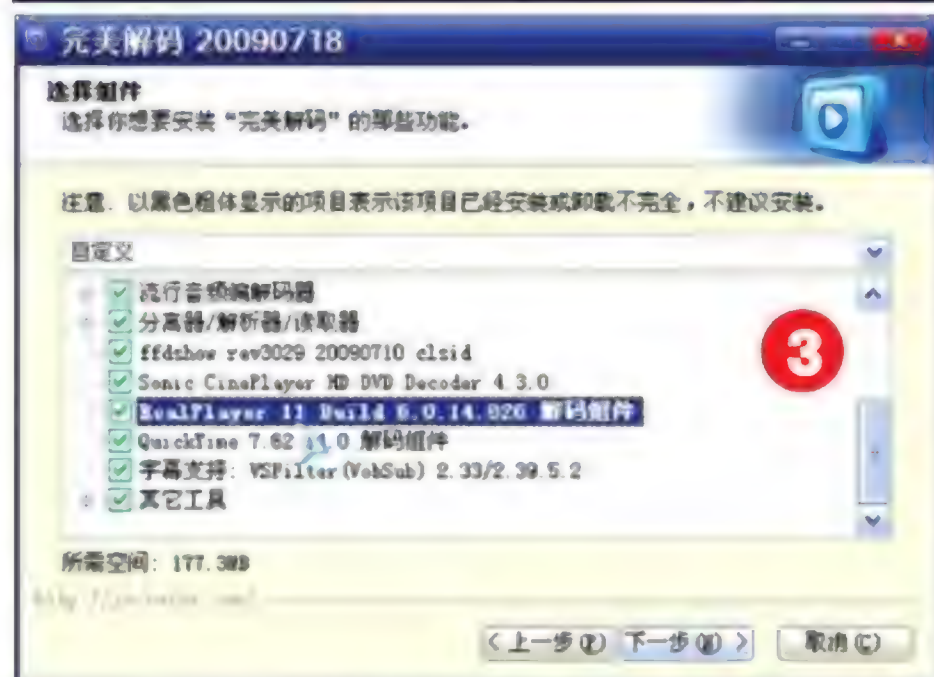 完美解码 20090718
选择组件
选择你想要安装“完美解码”的那些功能。
注意. 以黑色粗体显示的项目表示该项目已经安装或卸载不完全,不建议安装。
自定义
流行音频编解码器
分离器/解析器/读取器
ffdshow rev3029 20090710 clsid
Sonic CinePlayer HD DVD Decoder 4.3.0
RealPlayer 11 Build 6.0.14.826 解码组件
QuickTime 7.62 解码组件
字幕支持: VSFilter(VobSub) 2.33/2.39.5.2
其它工具
3
所需空间: 177.3MB
<上一步(P) 下一步(N) > 取消(C)